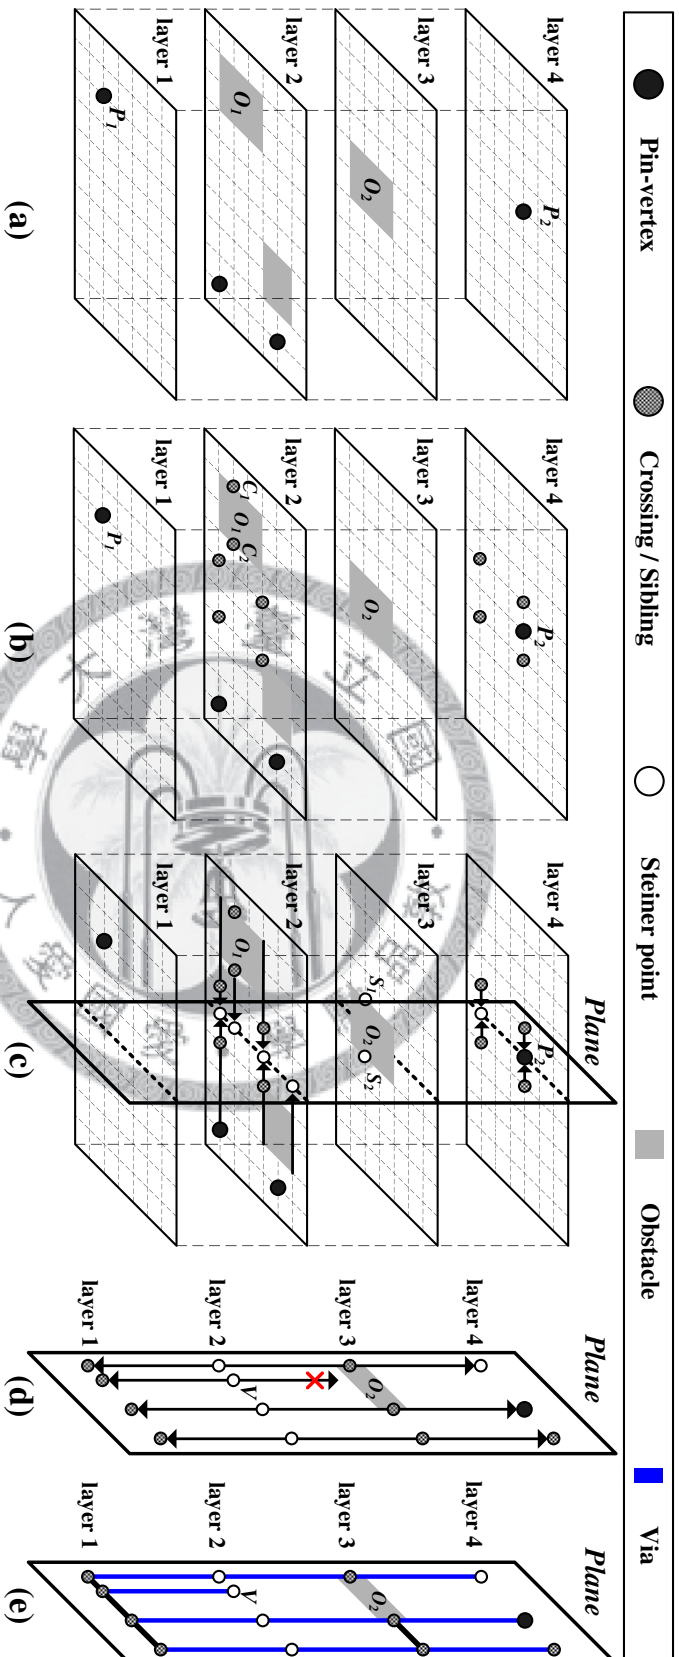 Pin-vertex Crossing / Sibling Steiner point Obstacle Via
layer 4
P2
layer 3
O2
layer 2
O1
layer 1
P1
(a)
layer 4
P2
layer 3
O2
layer 2
C1 O1 C2
layer 1
P1
(b)
Plane
layer 4
P2
layer 3
S1 O2 S2
layer 2
O1
layer 1
(c)
Plane
layer 4
layer 3
O2
layer 2
V
layer 1
(d)
Plane
layer 4
layer 3
O2
layer 2
V
layer 1
(e)